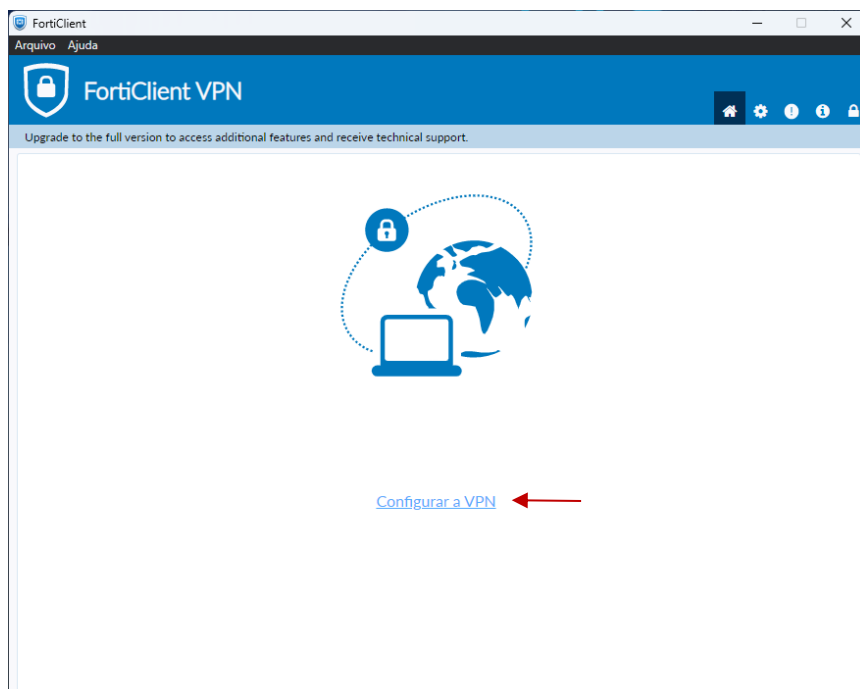 FortiClient
Arquivo Ajuda
FortiClient VPN
Upgrade to the full version to access additional features and receive technical support.
Configurar a VPN